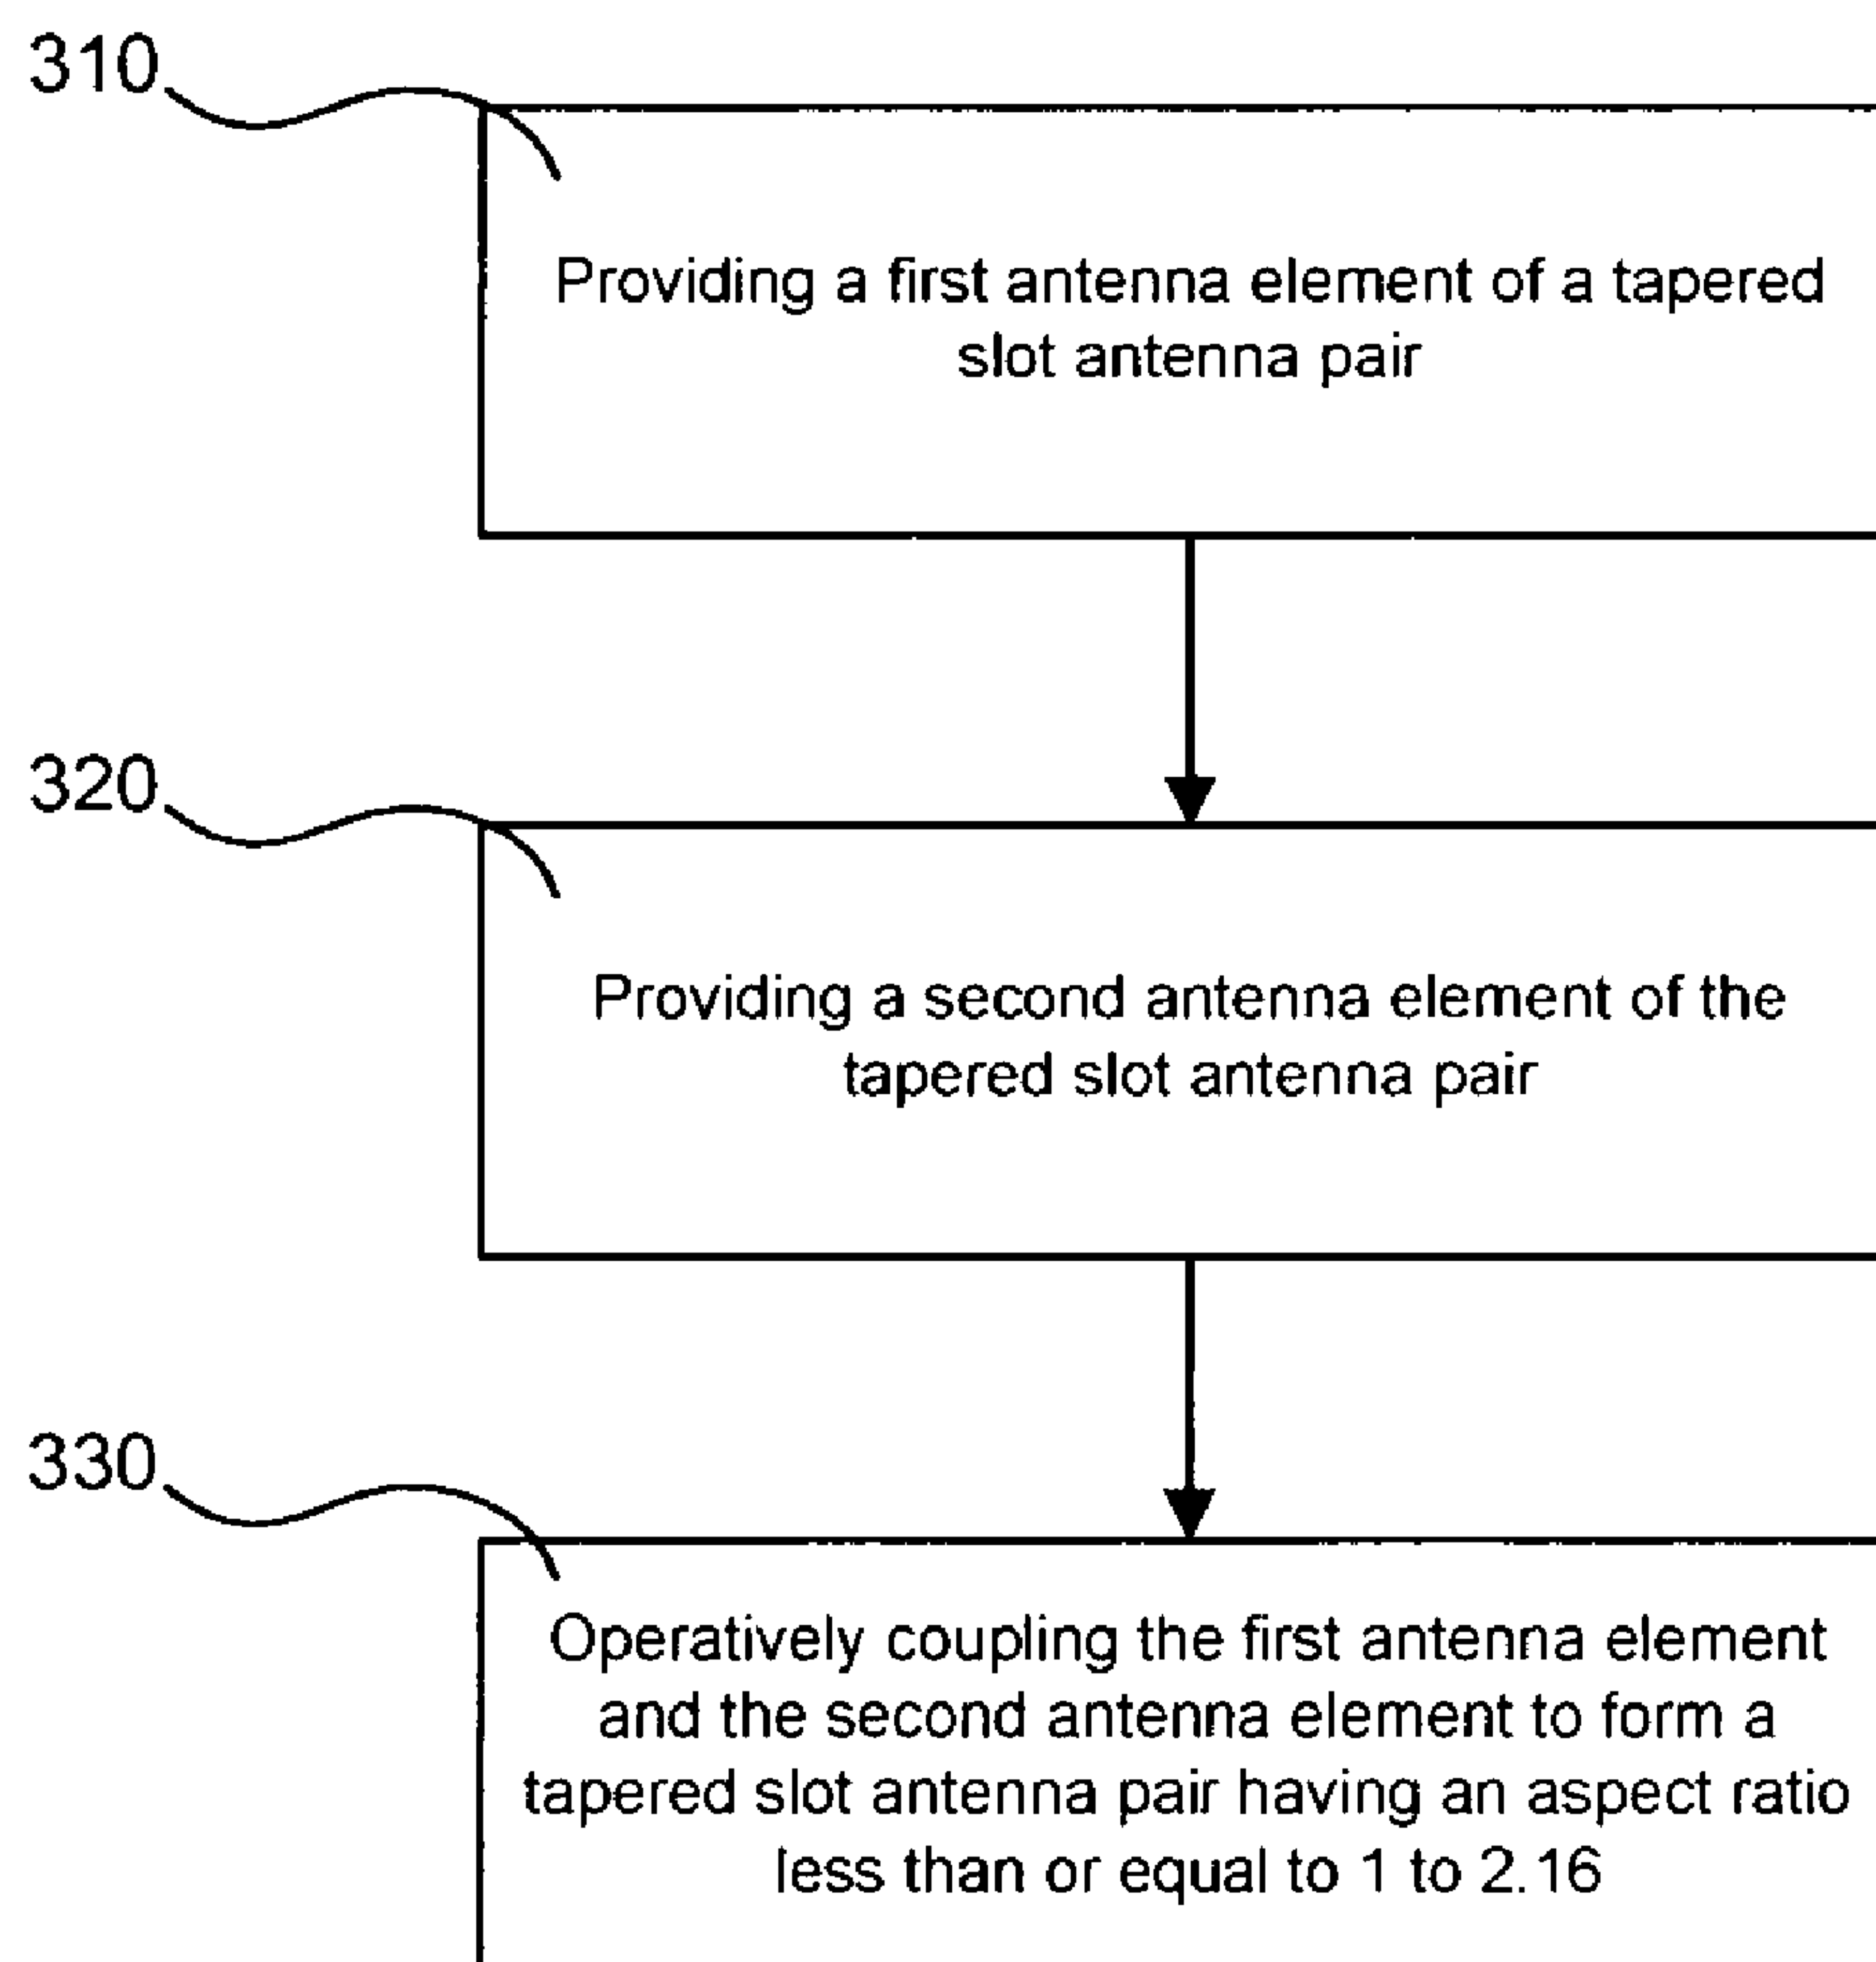 310
Providing a first antenna element of a tapered
slot antenna pair
320
Providing a second antenna element of the
tapered slot antenna pair
330
Operatively coupling the first antenna element
and the second antenna element to form a
tapered slot antenna pair having an aspect ratio
less than or equal to 1 to 2.16